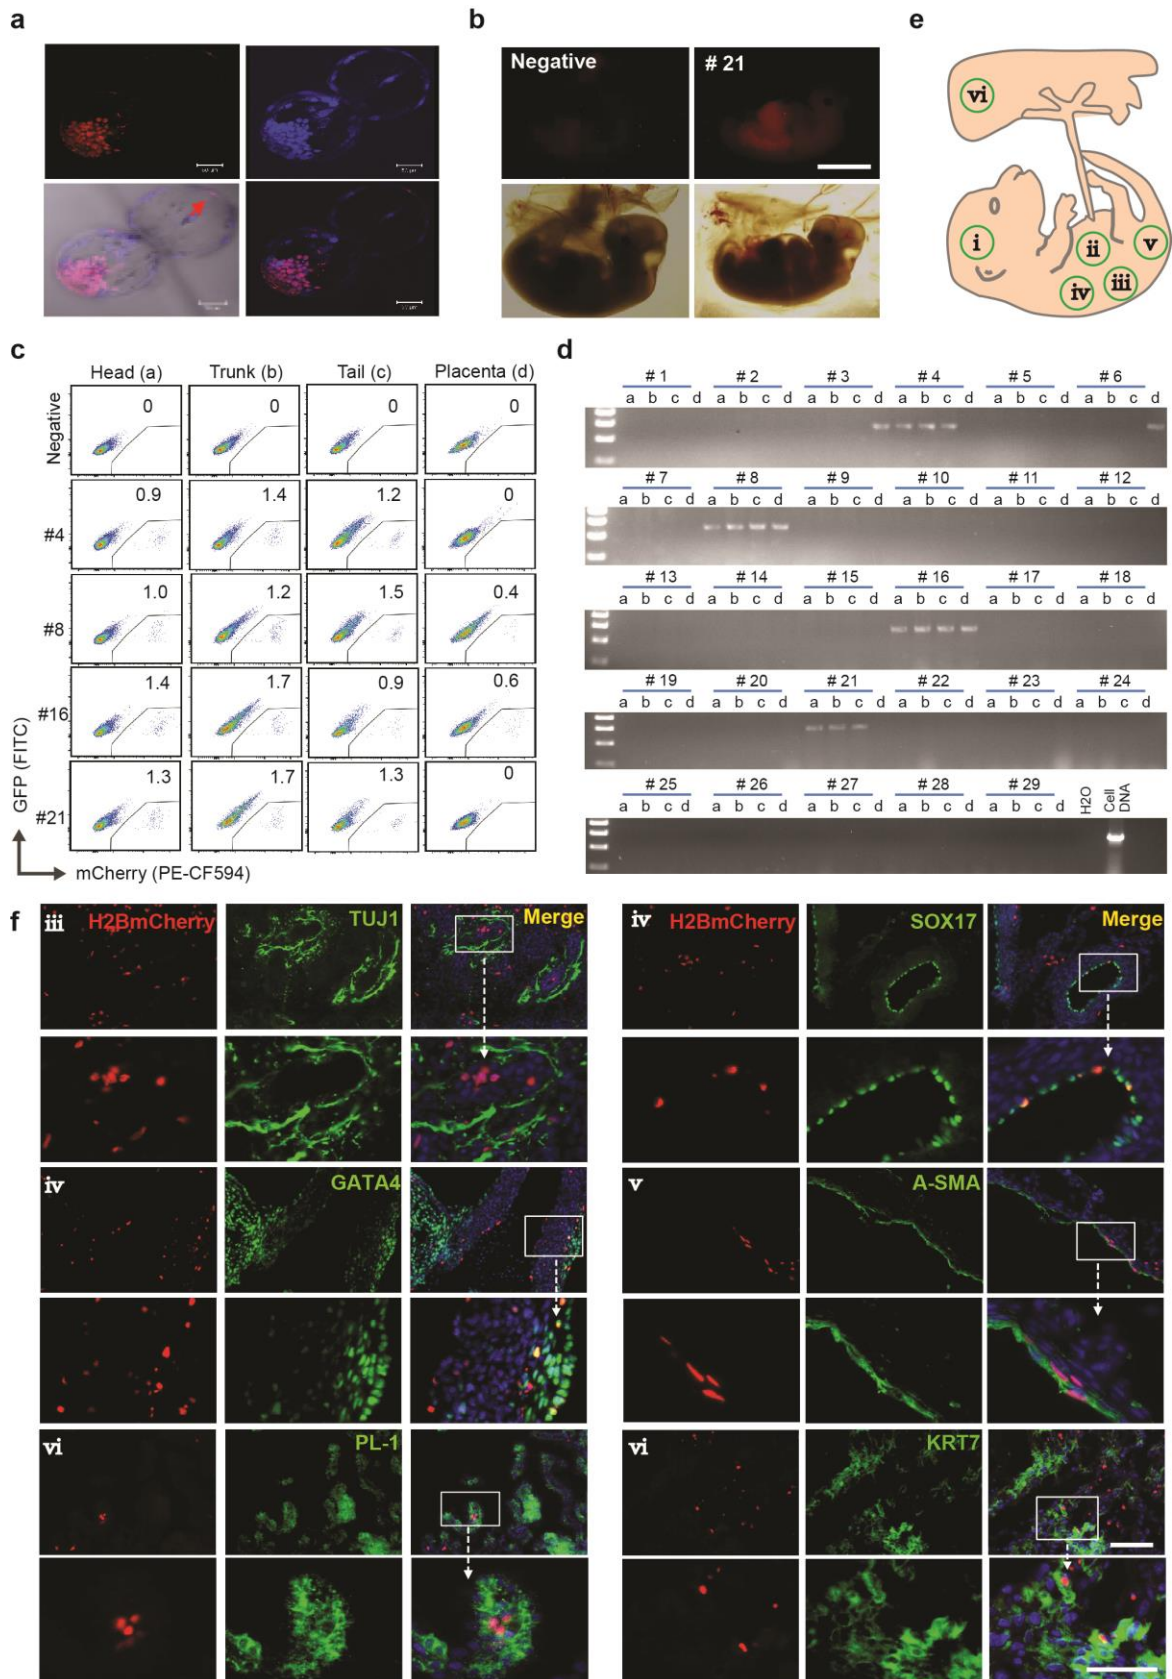 a
b
Negative
# 21
e
vi
i
ii
v
iv
iii
c
Head (a)
Trunk (b)
Tail (c)
Placenta (d)
Negative
0
0
0
0
#4
0.9
1.4
1.2
0
#8
1.0
1.2
1.5
0.4
#16
1.4
1.7
0.9
0.6
#21
1.3
1.7
1.3
0
GFP (FITC)
mCherry (PE-CF594)
d
# 1 # 2 # 3 # 4 # 5 # 6
a b c d a b c d a b c d a b c d a b c d a b c d
# 7 # 8 # 9 # 10 # 11 # 12
a b c d a b c d a b c d a b c d a b c d a b c d
# 13 # 14 # 15 # 16 # 17 # 18
a b c d a b c d a b c d a b c d a b c d a b c d
# 19 # 20 # 21 # 22 # 23 # 24
a b c d a b c d a b c d a b c d a b c d a b c d
# 25 # 26 # 27 # 28 # 29
a b c d a b c d a b c d a b c d a b c d H2O Cell DNA
f
iii H2BmCherry TUJ1 Merge
iv H2BmCherry SOX17 Merge
iv GATA4
v A-SMA
vi PL-1
vi KRT7